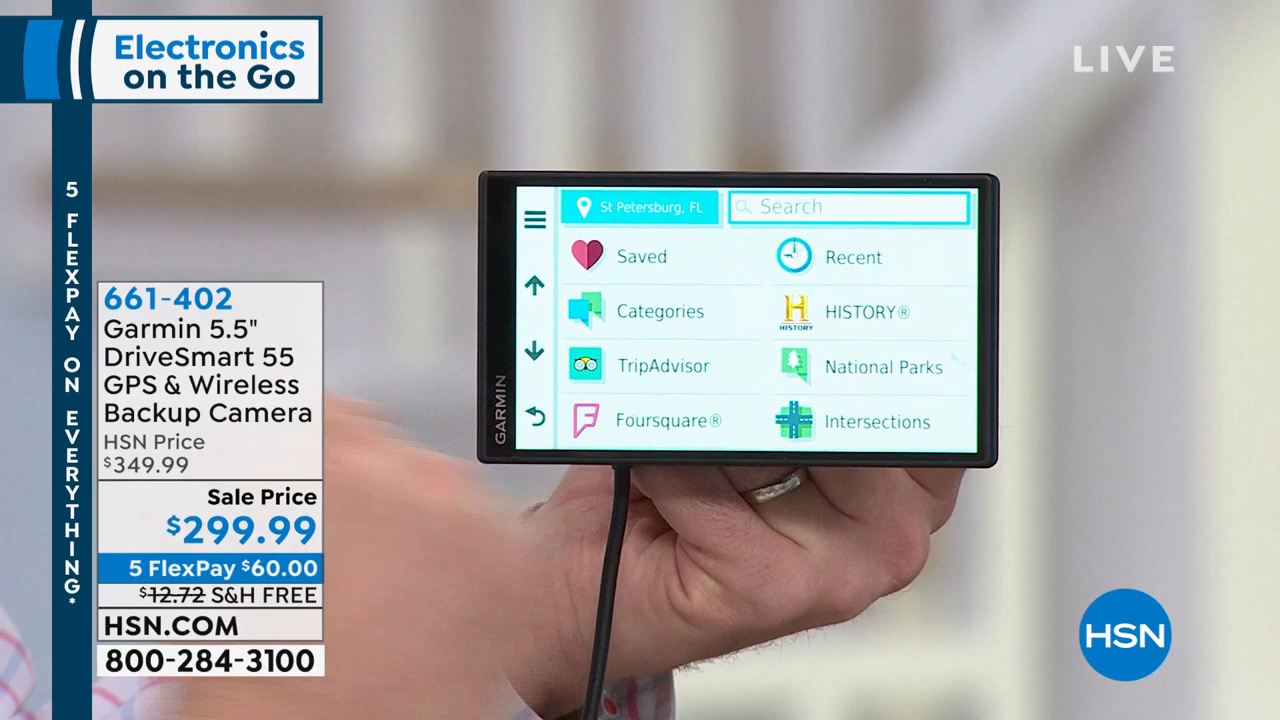 Electronics
on the Go
LIVE
5 FLEXPAY ON EVERYTHING*
661-402
Garmin 5.5"
DriveSmart 55
GPS & Wireless
Backup Camera
HSN Price
$349.99
Sale Price
$299.99
5 FlexPay $60.00
$12.72 S&H FREE
HSN.COM
800-284-3100
GARMIN
St Petersburg, FL
Search
Saved
Recent
Categories
HISTORY
HISTORY®
TripAdvisor
National Parks
Foursquare®
Intersections
HSN